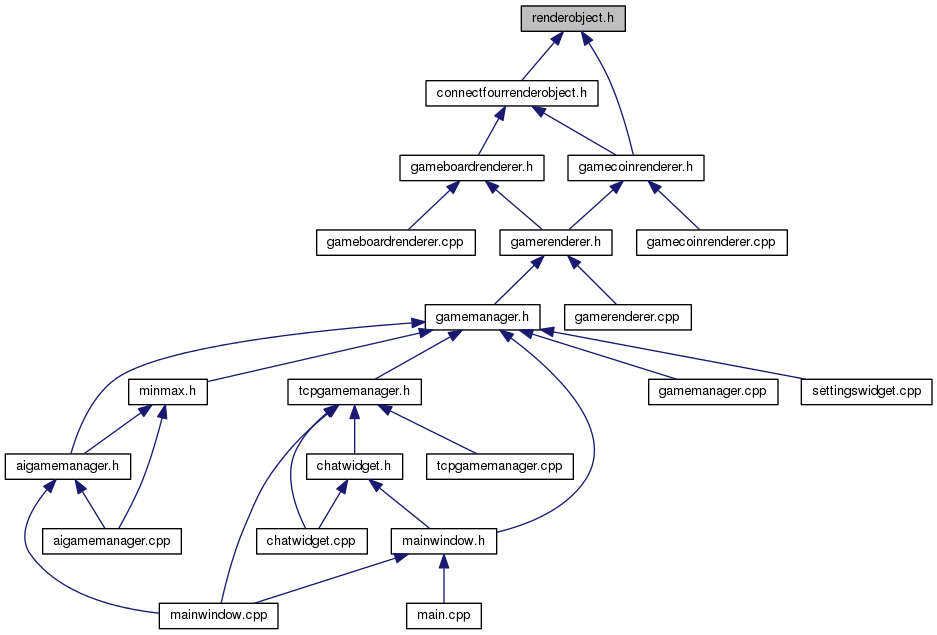 renderobject.h
connectfourrenderobject.h
gameboardrenderer.h
gamecoinrenderer.h
gameboardrenderer.cpp
gamerenderer.h
gamecoinrenderer.cpp
gamemanager.h
gamerenderer.cpp
minmax.h
tcpgamemanager.h
gamemanager.cpp
settingswidget.cpp
aigamemanager.h
chatwidget.h
tcpgamemanager.cpp
aigamemanager.cpp
chatwidget.cpp
mainwindow.h
mainwindow.cpp
main.cpp